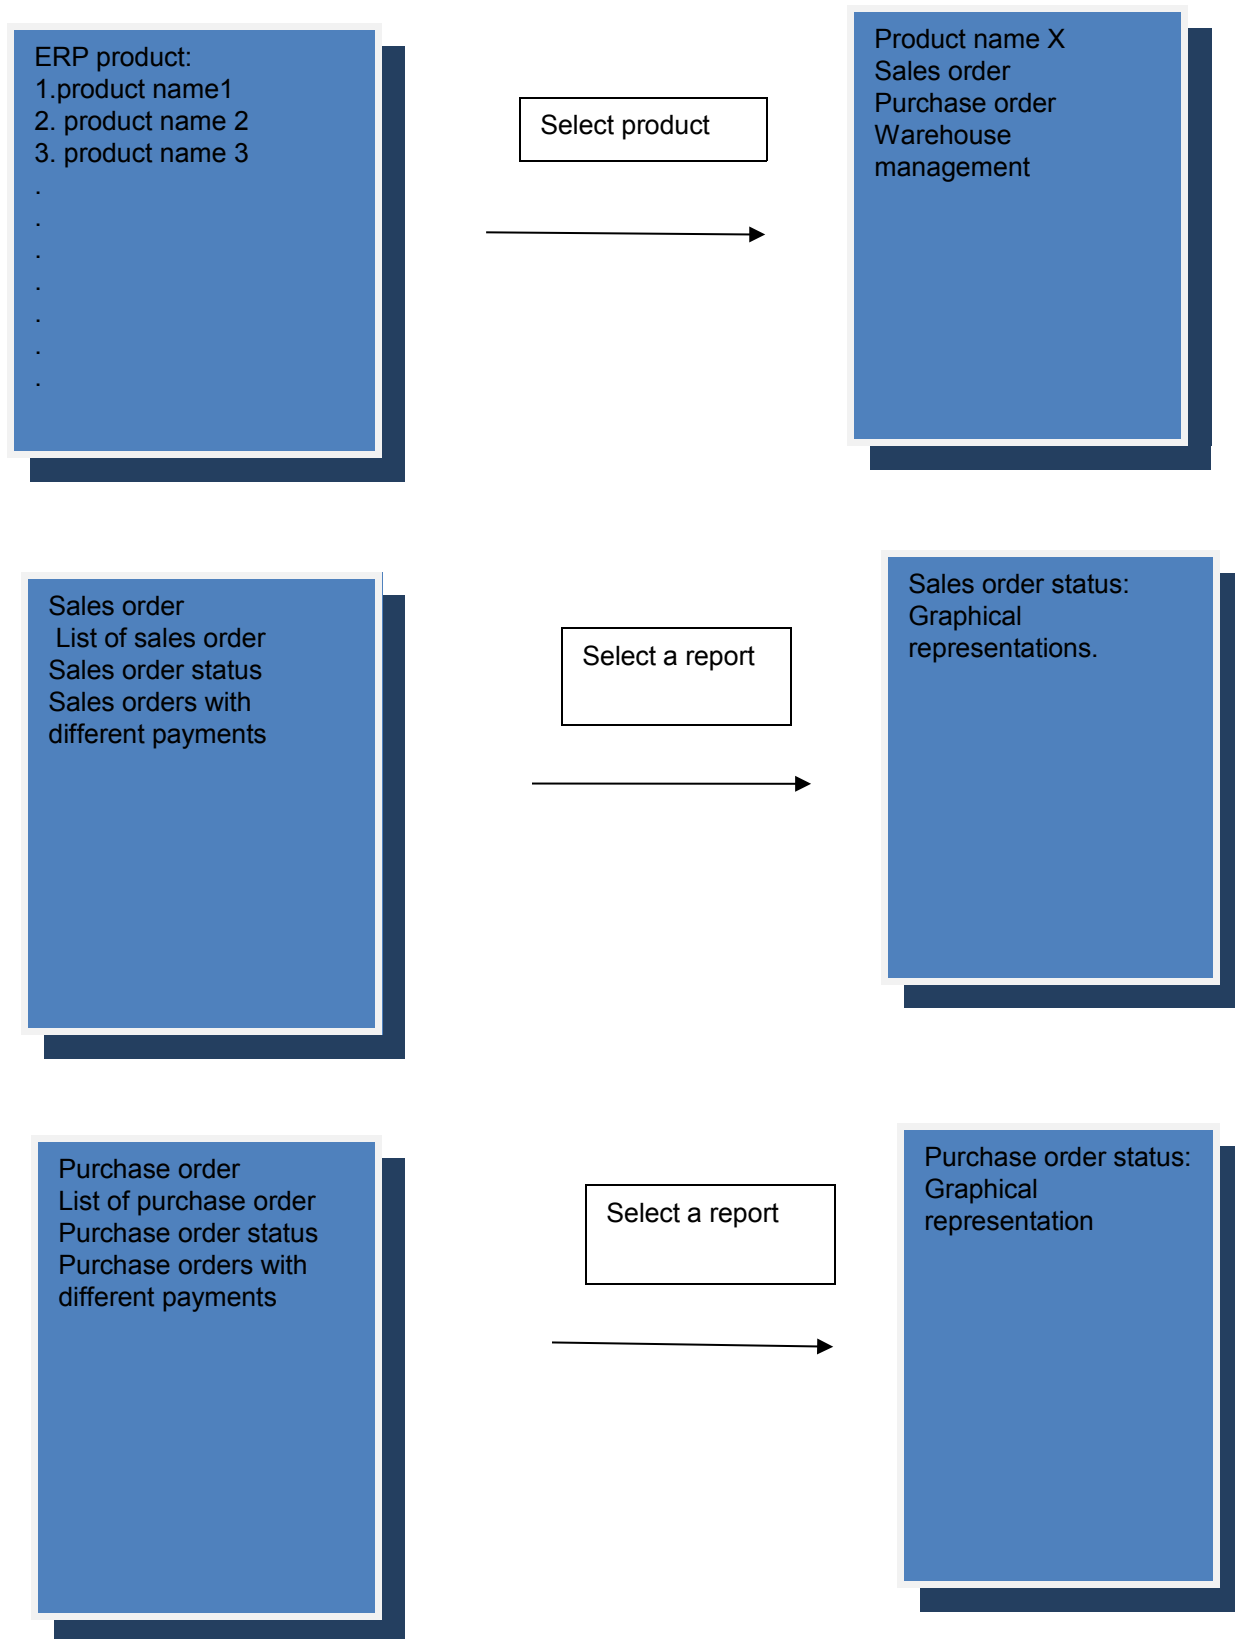 ERP product:
1.product name1
2. product name 2
3. product name 3
.
.
.
.
.
.
.
Select product
Product name X
Sales order
Purchase order
Warehouse
management
Sales order
List of sales order
Sales order status
Sales orders with
different payments
Select a report
Sales order status:
Graphical
representations.
Purchase order
List of purchase order
Purchase order status
Purchase orders with
different payments
Select a report
Purchase order status:
Graphical
representation